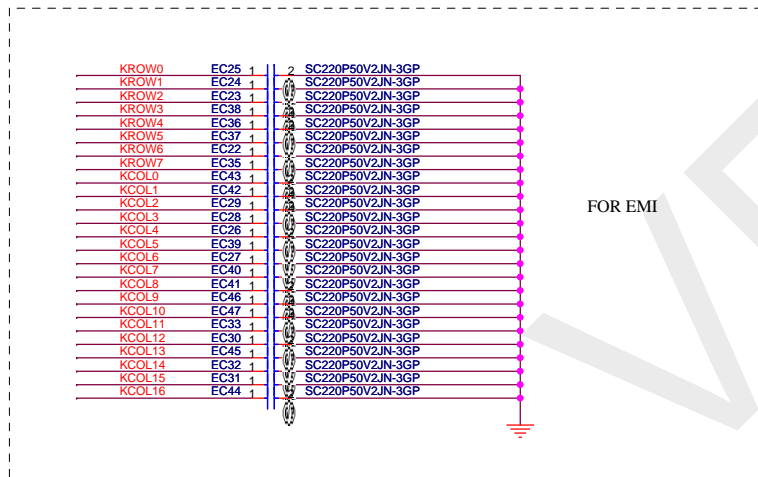 KROW0 EC25 1 2 SC220P50V2JN-3GP
KROW1 EC24 1 SC220P50V2JN-3GP
KROW2 EC23 1 SC220P50V2JN-3GP
KROW3 EC38 1 SC220P50V2JN-3GP
KROW4 EC36 1 SC220P50V2JN-3GP
KROW5 EC37 1 SC220P50V2JN-3GP
KROW6 EC22 1 SC220P50V2JN-3GP
KROW7 EC35 1 SC220P50V2JN-3GP
KCOL0 EC43 1 SC220P50V2JN-3GP
KCOL1 EC42 1 SC220P50V2JN-3GP
KCOL2 EC29 1 SC220P50V2JN-3GP
KCOL3 EC28 1 SC220P50V2JN-3GP
KCOL4 EC26 1 SC220P50V2JN-3GP
KCOL5 EC39 1 SC220P50V2JN-3GP
KCOL6 EC27 1 SC220P50V2JN-3GP
KCOL7 EC40 1 SC220P50V2JN-3GP
KCOL8 EC41 1 SC220P50V2JN-3GP
KCOL9 EC46 1 SC220P50V2JN-3GP
KCOL10 EC47 1 SC220P50V2JN-3GP
KCOL11 EC33 1 SC220P50V2JN-3GP
KCOL12 EC30 1 SC220P50V2JN-3GP
KCOL13 EC45 1 SC220P50V2JN-3GP
KCOL14 EC32 1 SC220P50V2JN-3GP
KCOL15 EC31 1 SC220P50V2JN-3GP
KCOL16 EC44 1 SC220P50V2JN-3GP
FOR EMI